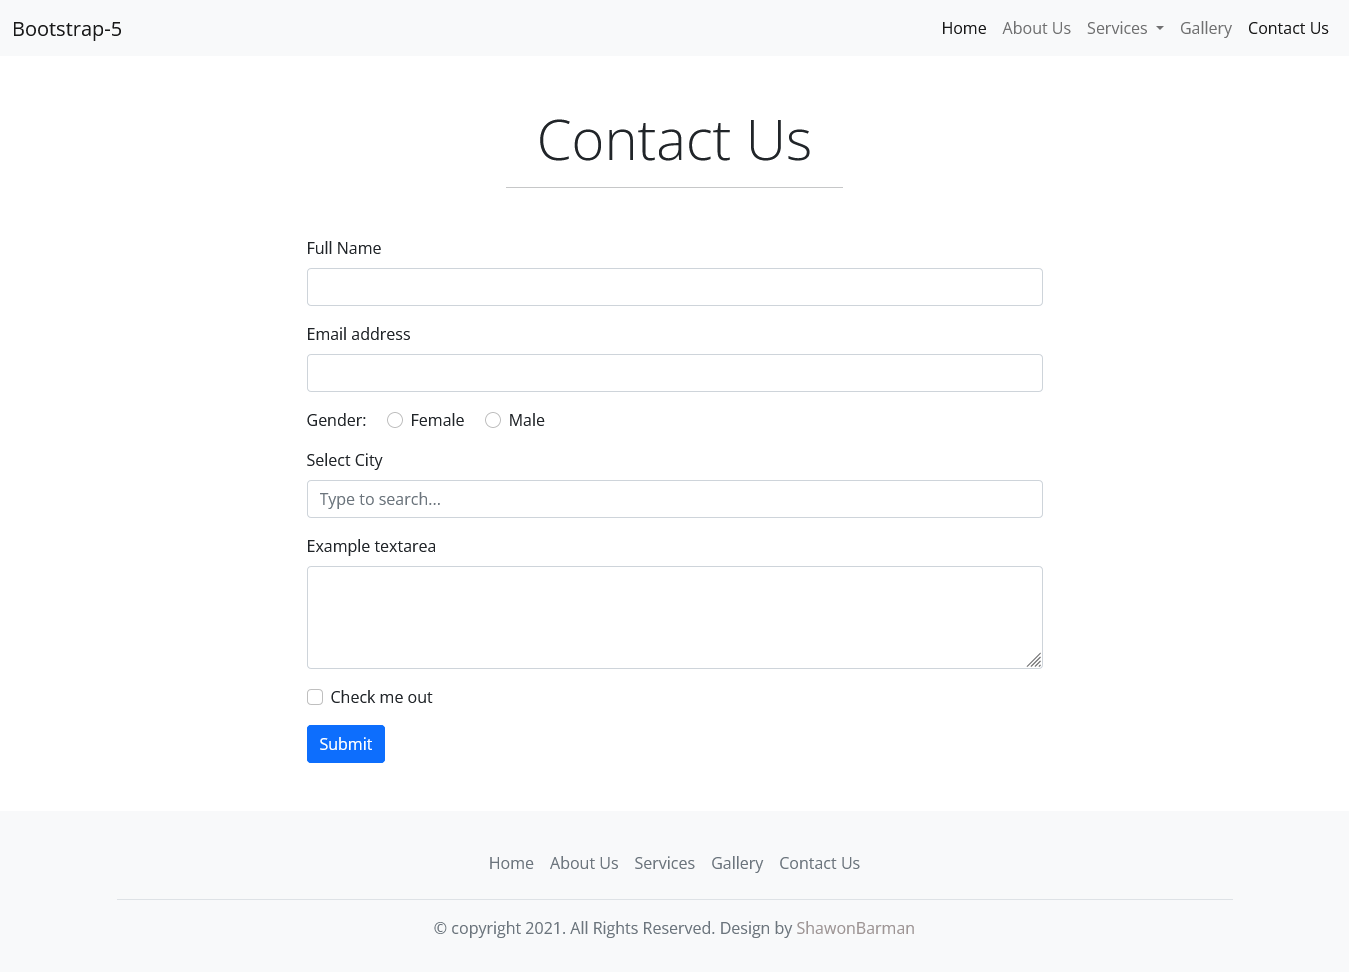 Bootstrap-5 Home About Us Services Gallery Contact Us
Contact Us
Full Name
Email address
Gender: Female Male
Select City
Type to search...
Example textarea
Check me out
Submit
Home About Us Services Gallery Contact Us
© copyright 2021. All Rights Reserved. Design by ShawonBarman